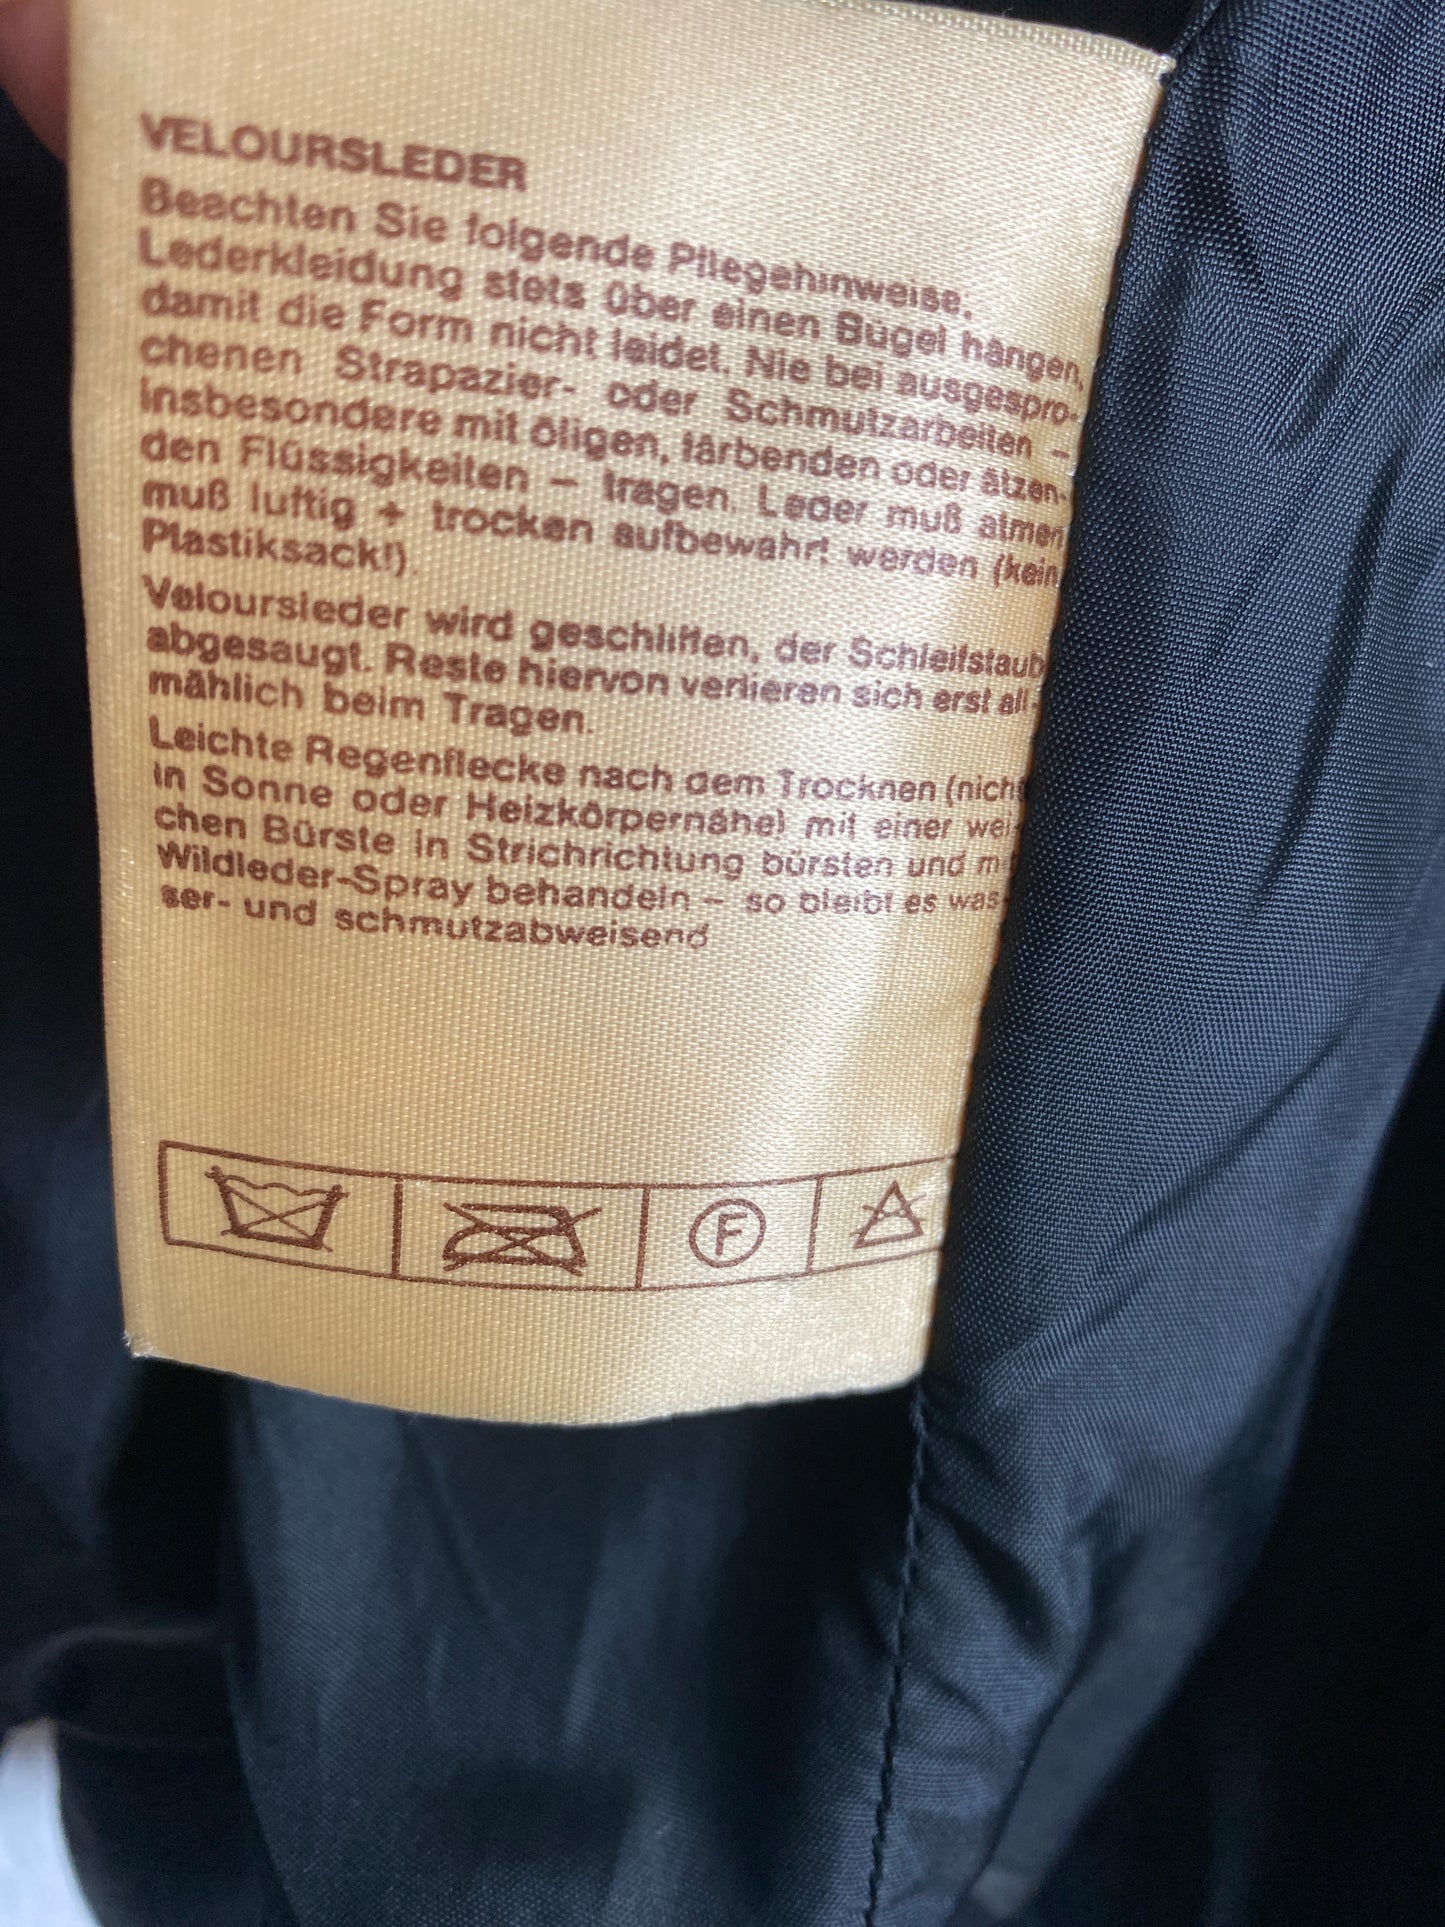 VELOURSLEDER
Beachten Sie folgende Pflegehinweise:
Lederkleidung stets über einen Bügel hängen,
damit die Form nicht leidet. Nie bei ausgespro-
chenen Strapazier- oder Schmutzarbeiten –
insbesondere mit öligen, färbenden oder ätzen-
den Flüssigkeiten – tragen. Leder muß atmen
muß luftig + trocken aufbewahrt werden (kein
Plastiksack!).
Veloursleder wird geschliffen, der Schleifstaub
abgesaugt. Reste hiervon verlieren sich erst all-
mählich beim Tragen.
Leichte Regenflecke nach dem Trocknen (nicht
in Sonne oder Heizkörpernähe) mit einer wei-
chen Bürste in Strichrichtung bürsten und mit
Wildleder-Spray behandeln – so bleibt es was-
ser- und schmutzabweisend
F